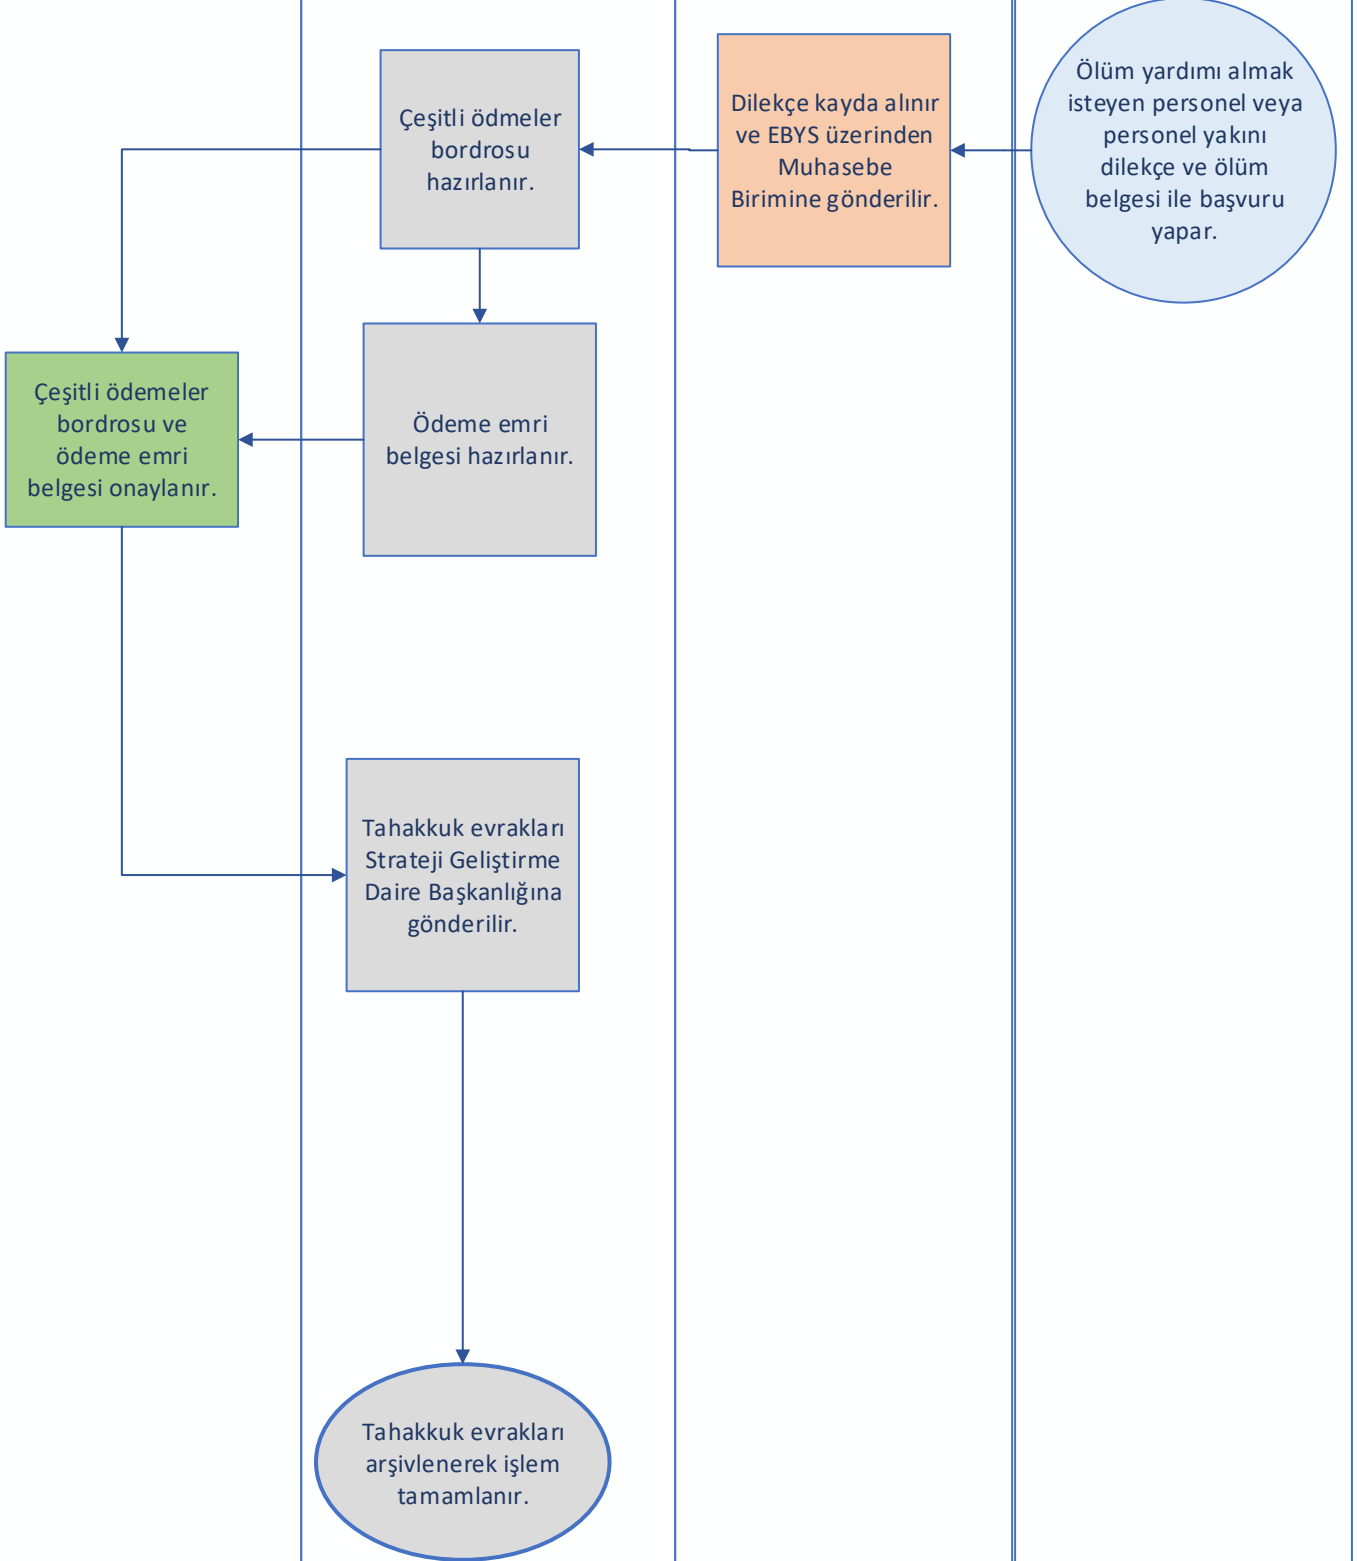 Ölüm yardımı almak
isteyen personel veya
personel yakını
dilekçe ve ölüm
belgesi ile başvuru
yapar.
Dilekçe kayda alınır
ve EBYS üzerinden
Muhasebe
Birimine gönderilir.
Çeşitli ödmeler
bordrosu
hazırlanır.
Ödeme emri
belgesi hazırlanır.
Çeşitli ödemeler
bordrosu ve
ödeme emri
belgesi onaylanır.
Tahakkuk evrakları
Strateji Geliştirme
Daire Başkanlığına
gönderilir.
Tahakkuk evrakları
arşivlenerek işlem
tamamlanır.